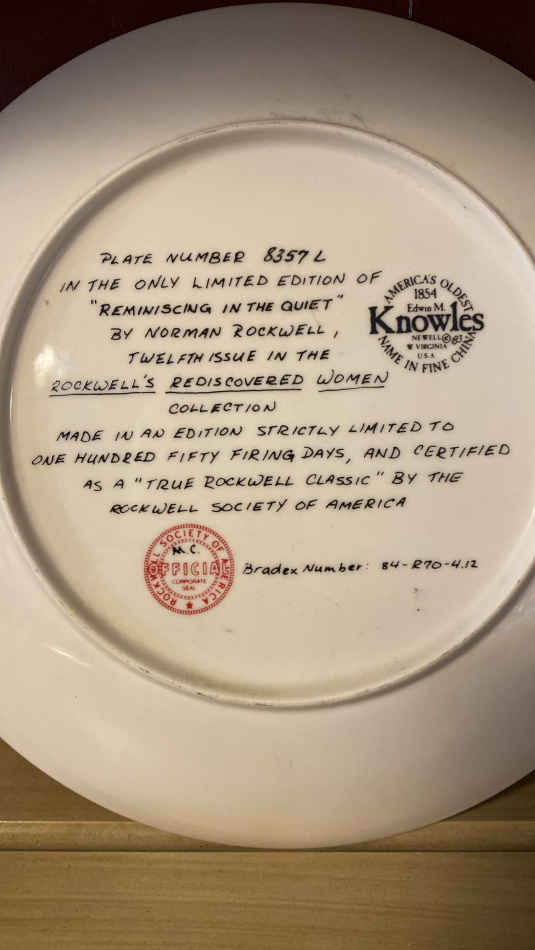 PLATE NUMBER 8357 L
IN THE ONLY LIMITED EDITION OF
"REMINISCING IN THE QUIET"
BY NORMAN ROCKWELL,
TWELFTH ISSUE IN THE
ROCKWELL'S REDISCOVERED WOMEN
COLLECTION
MADE IN AN EDITION STRICTLY LIMITED TO
ONE HUNDRED FIFTY FIRING DAYS, AND CERTIFIED
AS A "TRUE ROCKWELL CLASSIC" BY THE
ROCKWELL SOCIETY OF AMERICA
AMERICA'S OLDEST
1854
Edwin M.
Knowles
NEWELL © 83
VIRGINIA
U.S.A
NAME IN FINE CHINA
ROCKWELL SOCIETY OF AMERICA
M.C.
OFFICIAL
CORPORATE
SEAL
Bradex Number: 84-R70-4.12